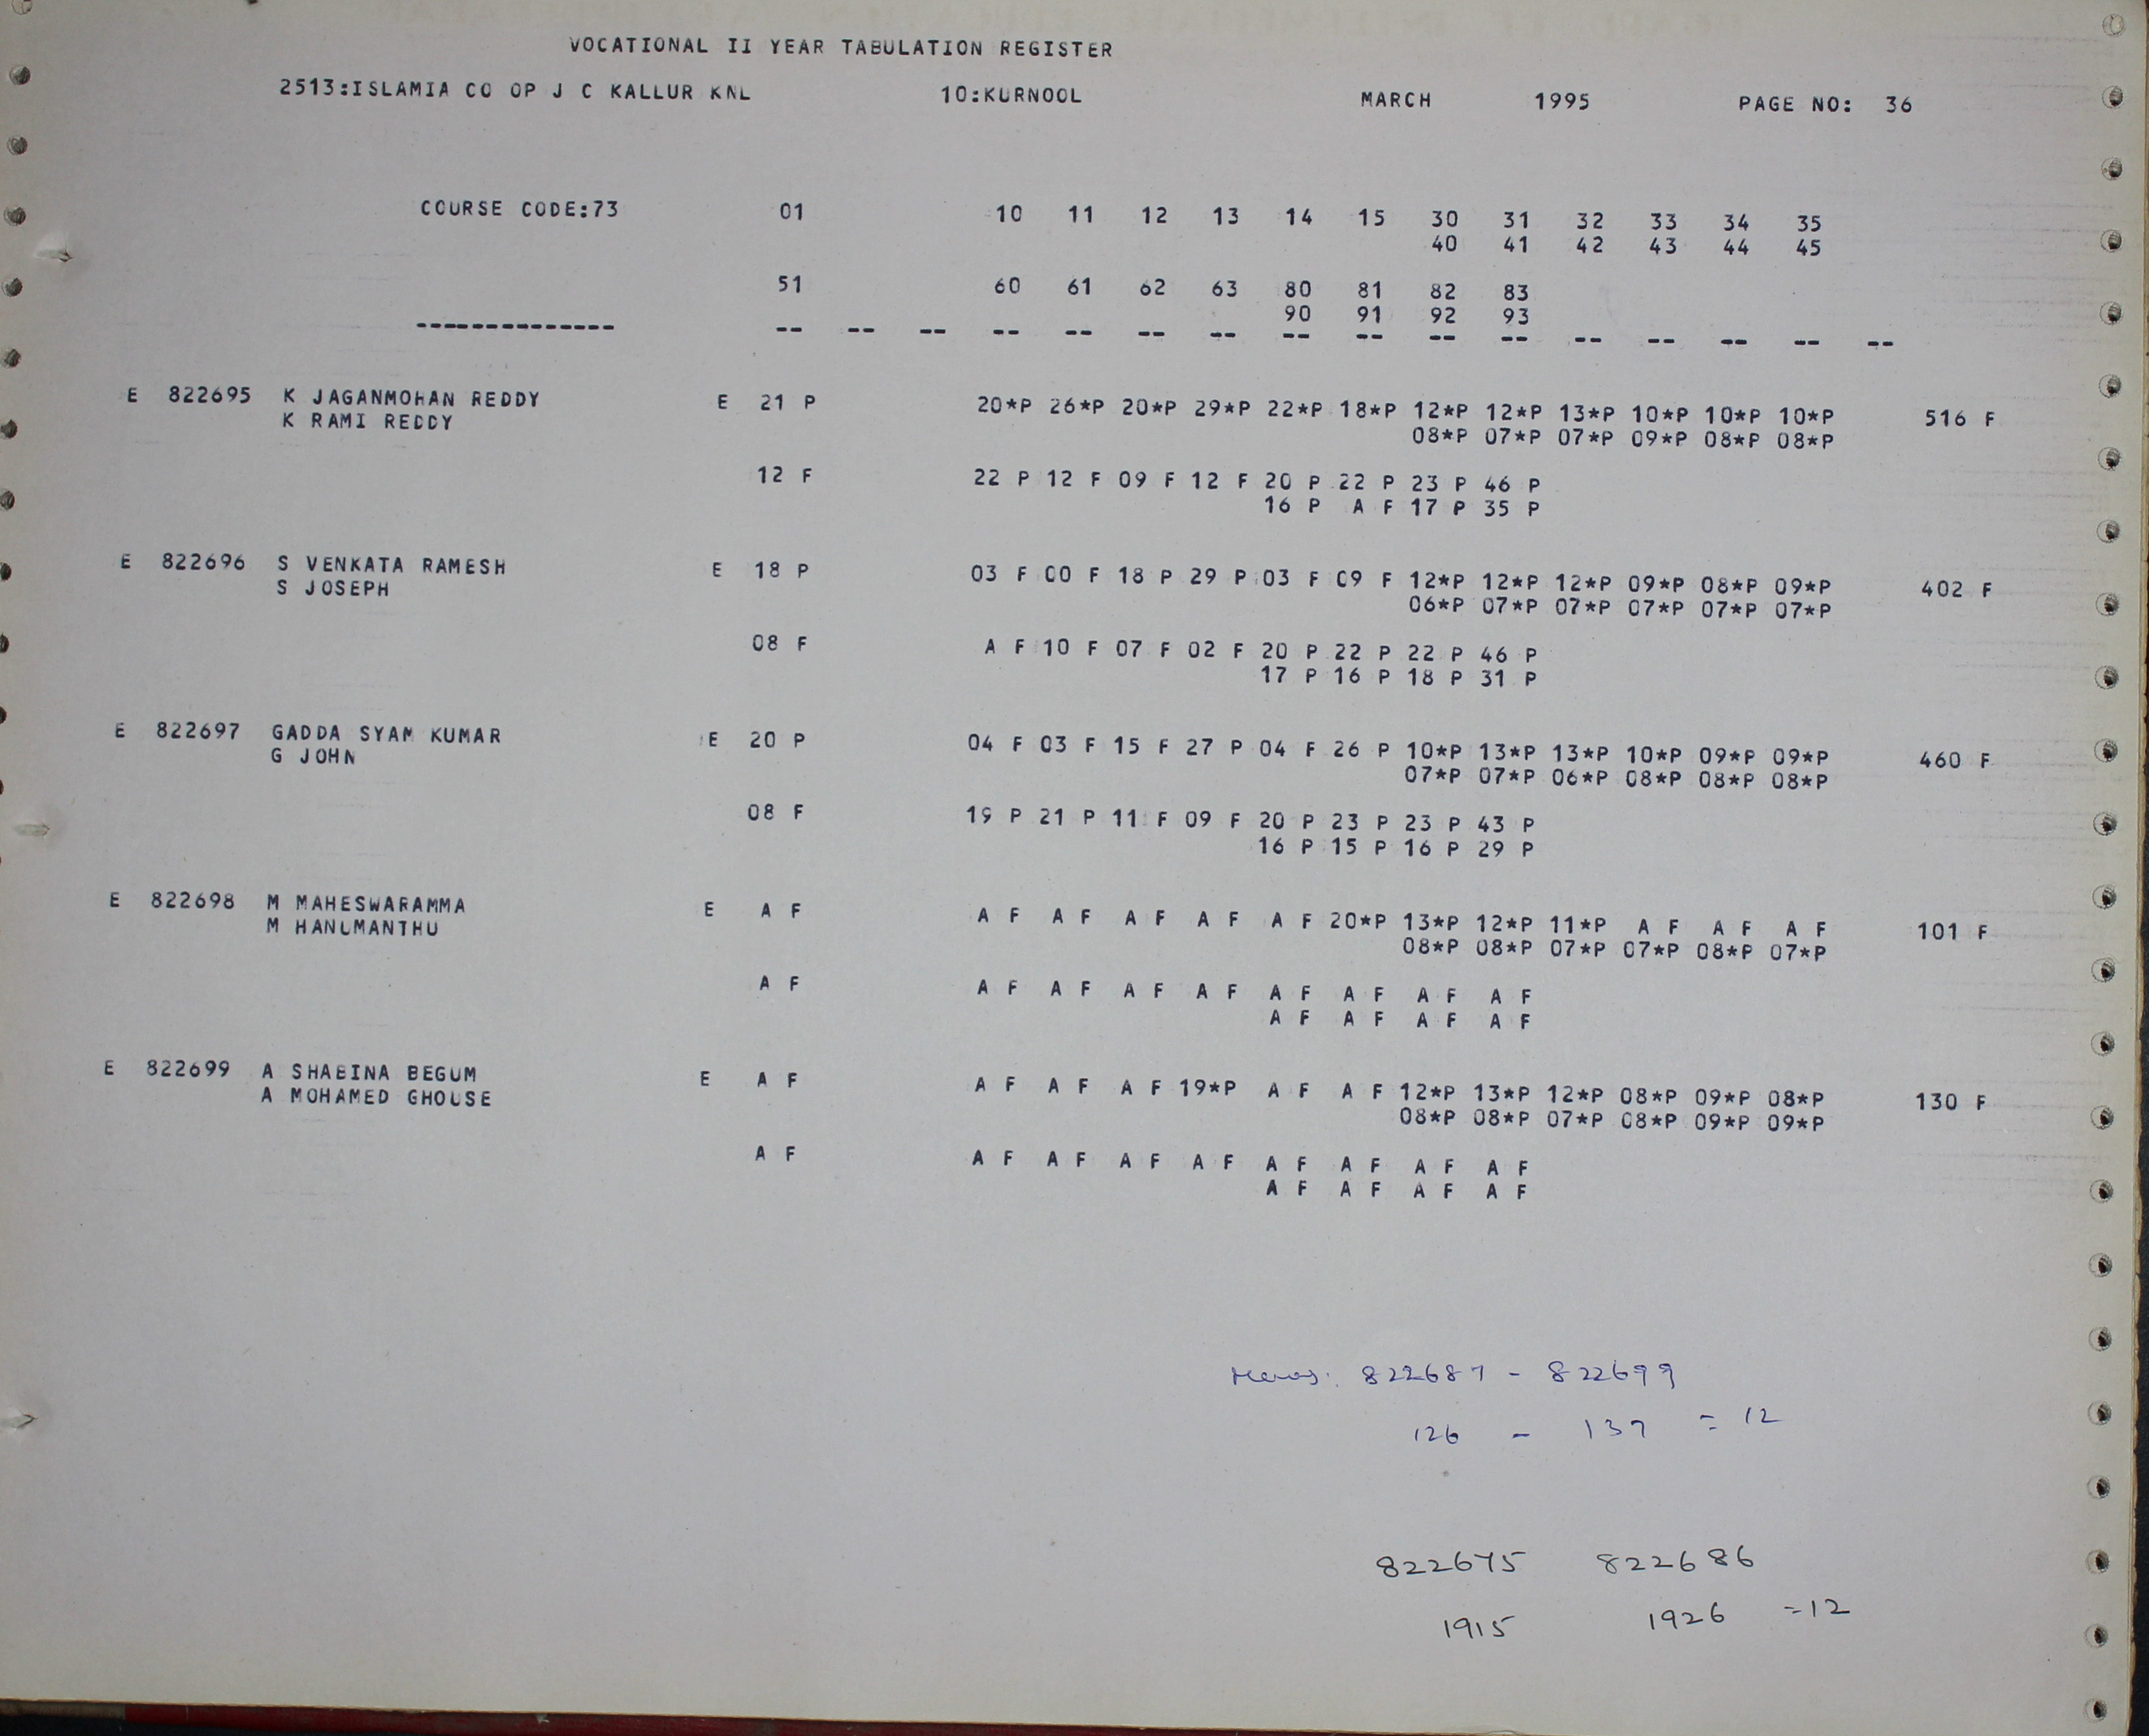 VOCATIONAL II YEAR TABULATION REGISTER
2513:ISLAMIA CO OP J C KALLUR KNL 10:KURNOOL MARCH 1995 PAGE NO: 36
COURSE CODE:73 01 10 11 12 13 14 15 30 31 32 33 34 35
40 41 42 43 44 45
51 60 61 62 63 80 81 82 83
90 91 92 93
-------------- -- -- -- -- -- -- -- -- -- -- -- -- -- -- -- --
E 822695 K JAGANMOHAN REDDY E 21 P 20*P 26*P 20*P 29*P 22*P 18*P 12*P 12*P 13*P 10*P 10*P 10*P 516 F
K RAMI REDDY 08*P 07*P 07*P 09*P 08*P 08*P
12 F 22 P 12 F 09 F 12 F 20 P 22 P 23 P 46 P
16 P A F 17 P 35 P
E 822696 S VENKATA RAMESH E 18 P 03 F 00 F 18 P 29 P 03 F 09 F 12*P 12*P 12*P 09*P 08*P 09*P 402 F
S JOSEPH 06*P 07*P 07*P 07*P 07*P 07*P
08 F A F 10 F 07 F 02 F 20 P 22 P 22 P 46 P
17 P 16 P 18 P 31 P
E 822697 GADDA SYAM KUMAR E 20 P 04 F 03 F 15 F 27 P 04 F 26 P 10*P 13*P 13*P 10*P 09*P 09*P 460 F
G JOHN 07*P 07*P 06*P 08*P 08*P 08*P
08 F 19 P 21 P 11 F 09 F 20 P 23 P 23 P 43 P
16 P 15 P 16 P 29 P
E 822698 M MAHESWARAMMA E A F A F A F A F A F A F 20*P 13*P 12*P 11*P A F A F A F 101 F
M HANUMANTHU 08*P 08*P 07*P 07*P 08*P 07*P
A F A F A F A F A F A F A F A F A F
A F A F A F A F
E 822699 A SHABINA BEGUM E A F A F A F A F 19*P A F A F 12*P 13*P 12*P 08*P 09*P 08*P 130 F
A MOHAMED GHOUSE 08*P 08*P 07*P 08*P 09*P 09*P
A F A F A F A F A F A F A F A F A F
A F A F A F A F
822687 - 822699
126 - 137 = 12
822675 822686
1915 1926 =12